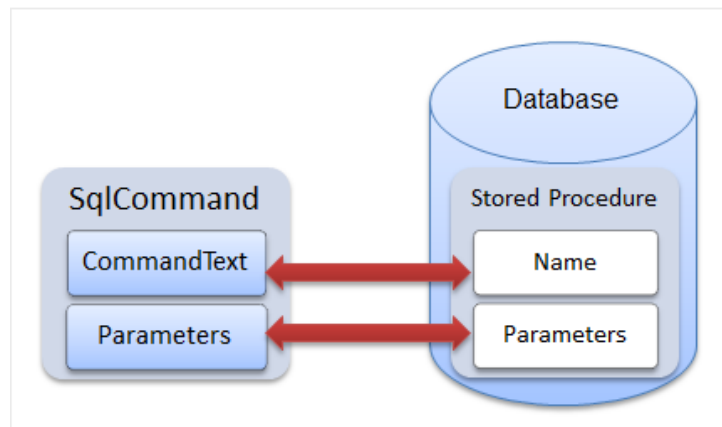 Database
SqlCommand
CommandText
Parameters
Stored Procedure
Name
Parameters